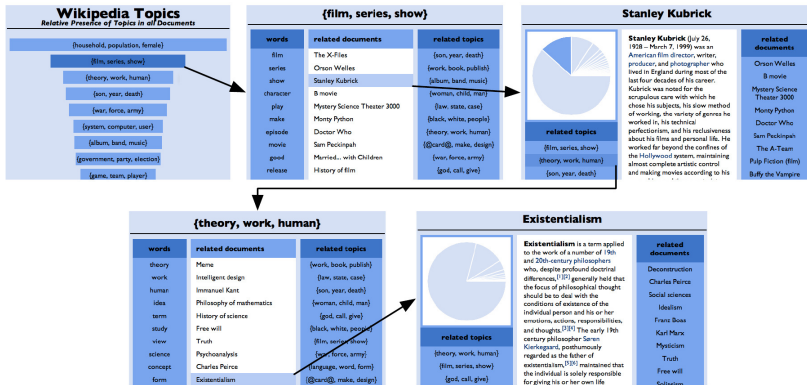 Wikipedia Topics
Relative Presence of Topics in all Documents
{household, population, female}
{film, series, show}
{theory, work, human}
{son, year, death}
{war, force, army}
{system, computer, user}
{album, band, music}
{government, party, election}
{game, team, player}
{film, series, show}
words
film
series
show
character
play
make
episode
movie
good
release
related documents
The X-Files
Orson Welles
Stanley Kubrick
B movie
Mystery Science Theater 3000
Monty Python
Doctor Who
Sam Peckinpah
Married... with Children
History of film
related topics
{son, year, death}
{work, book, publish}
{album, band, music}
{woman, child, man}
{law, state, case}
{black, white, people}
{theory, work, human}
{@card@, make, design}
{war, force, army}
{god, call, give}
Stanley Kubrick
related topics
{film, series, show}
{theory, work, human}
{son, year, death}
Stanley Kubrick (July 26,
1928 – March 7, 1999) was an
American film director, writer,
producer, and photographer who
lived in England during most of the
last four decades of his career.
Kubrick was noted for the
scrupulous care with which he
chose his subjects, his slow method
of working, the variety of genres he
worked in, his technical
perfectionism, and his reclusiveness
about his films and personal life. He
worked far beyond the confines of
the Hollywood system, maintaining
almost complete artistic control
and making movies according to his
related
documents
Orson Welles
B movie
Mystery Science
Theater 3000
Monty Python
Doctor Who
Sam Peckinpah
The A-Team
Pulp Fiction (film)
Buffy the Vampire
{theory, work, human}
words
theory
work
human
idea
term
study
view
science
concept
form
related documents
Meme
Intelligent design
Immanuel Kant
Philosophy of mathematics
History of science
Free will
Truth
Psychoanalysis
Charles Peirce
Existentialism
related topics
{work, book, publish}
{law, state, case}
{son, year, death}
{woman, child, man}
{god, call, give}
{black, white, people}
{film, series, show}
{war, force, army}
{language, word, form}
{@card@, make, design}
Existentialism
related topics
{theory, work, human}
{film, series, show}
{god, call, give}
Existentialism is a term applied
to the work of a number of 19th
and 20th-century philosophers
who, despite profound doctrinal
differences,[1][2] generally held that
the focus of philosophical thought
should be to deal with the
conditions of existence of the
individual person and his or her
emotions, actions, responsibilities,
and thoughts.[3][4] The early 19th
century philosopher Søren
Kierkegaard, posthumously
regarded as the father of
existentialism,[5][6] maintained that
the individual is solely responsible
for giving his or her own life
related
documents
Deconstruction
Charles Peirce
Social sciences
Idealism
Franz Boas
Karl Marx
Mysticism
Truth
Free will